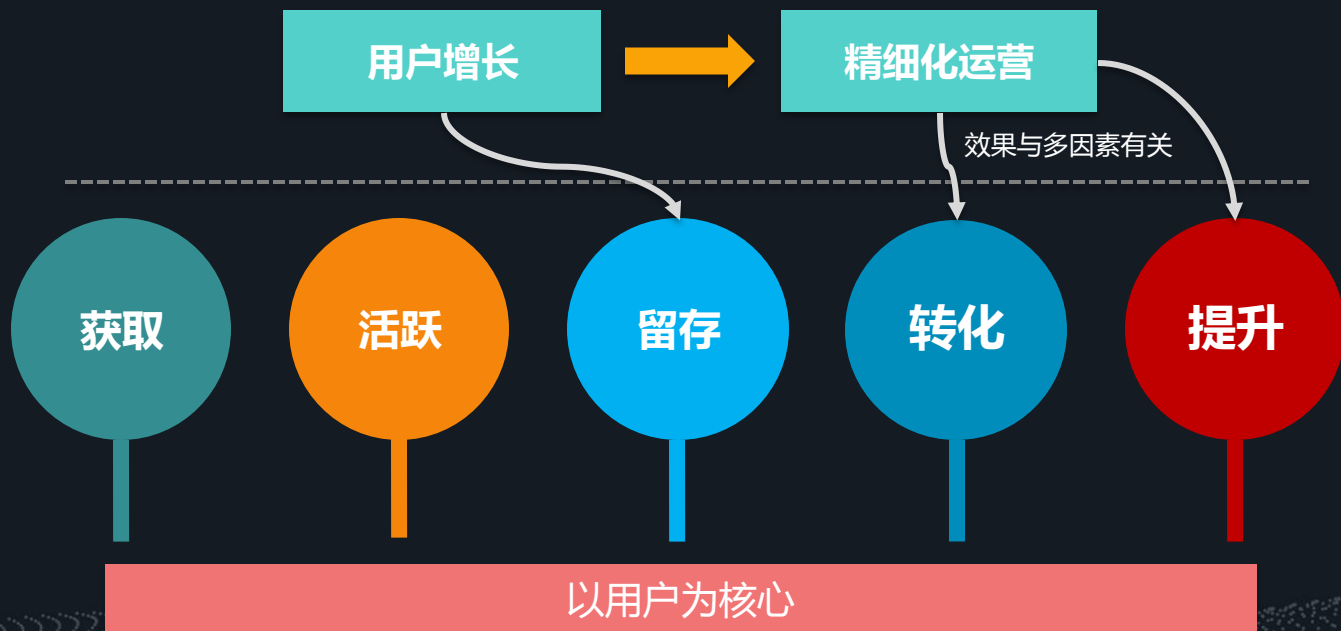 用户增长
精细化运营
效果与多因素有关
获取
活跃
留存
转化
提升
以用户为核心